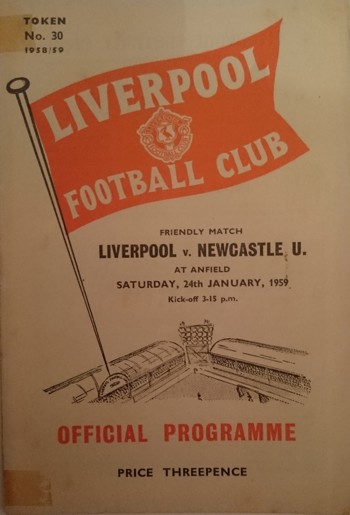 TOKEN
No. 30
1958/59
LIVERPOOL
FOOTBALL CLUB
FRIENDLY MATCH
LIVERPOOL v. NEWCASTLE U.
AT ANFIELD
SATURDAY, 24th JANUARY, 1959
Kick-off 3-15 p.m.
OFFICIAL PROGRAMME
PRICE THREEPENCE